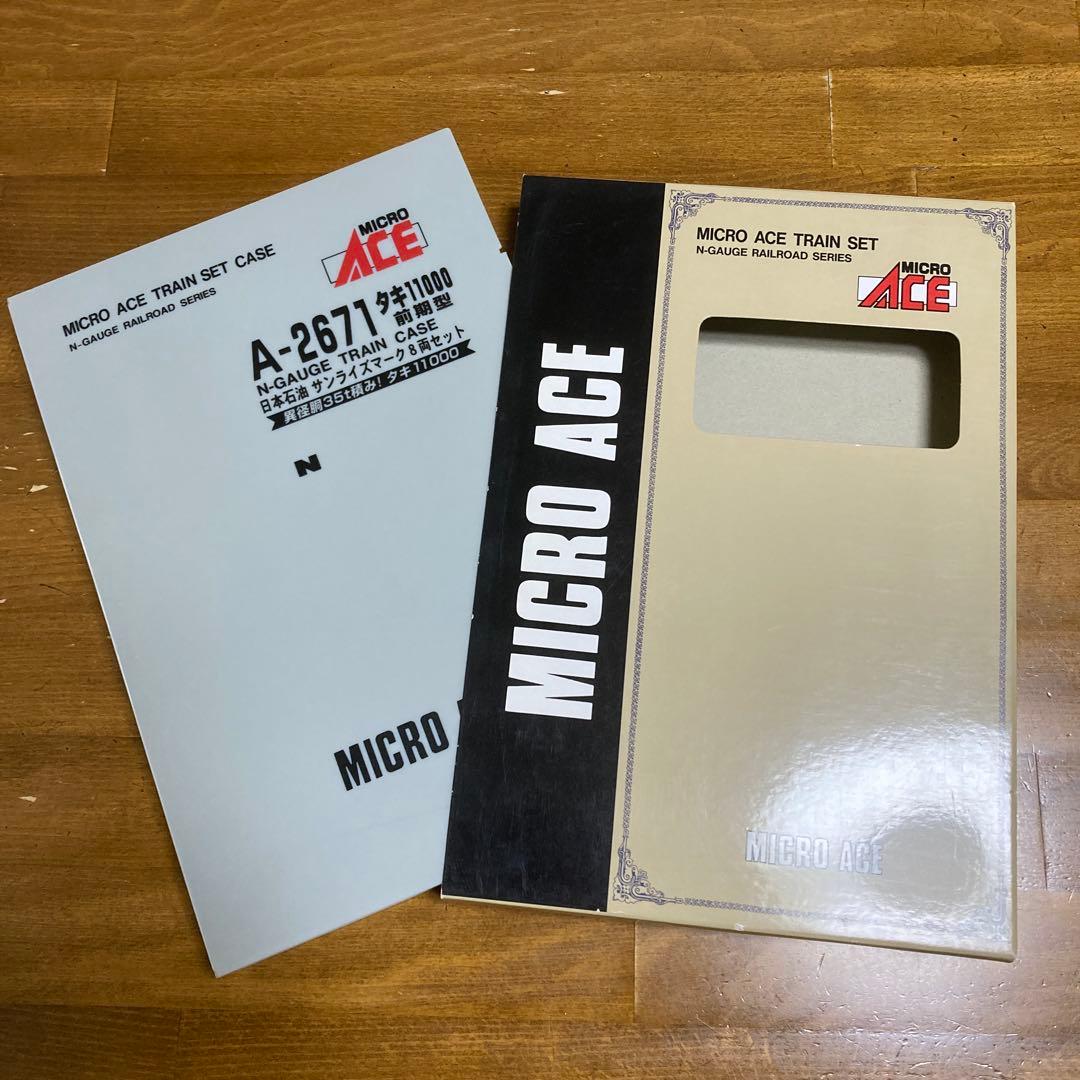 MICRO ACE TRAIN SET CASE
N-GAUGE RAILROAD SERIES
MICRO
ACE
A-2671 タキ11000
前期型
N-GAUGE TRAIN CASE
日本石油 サンライズマーク8両セット
異径胴35t積み! タキ11000
N
MICRO
MICRO ACE
MICRO ACE TRAIN SET
N-GAUGE RAILROAD SERIES
MICRO
ACE
MICRO ACE